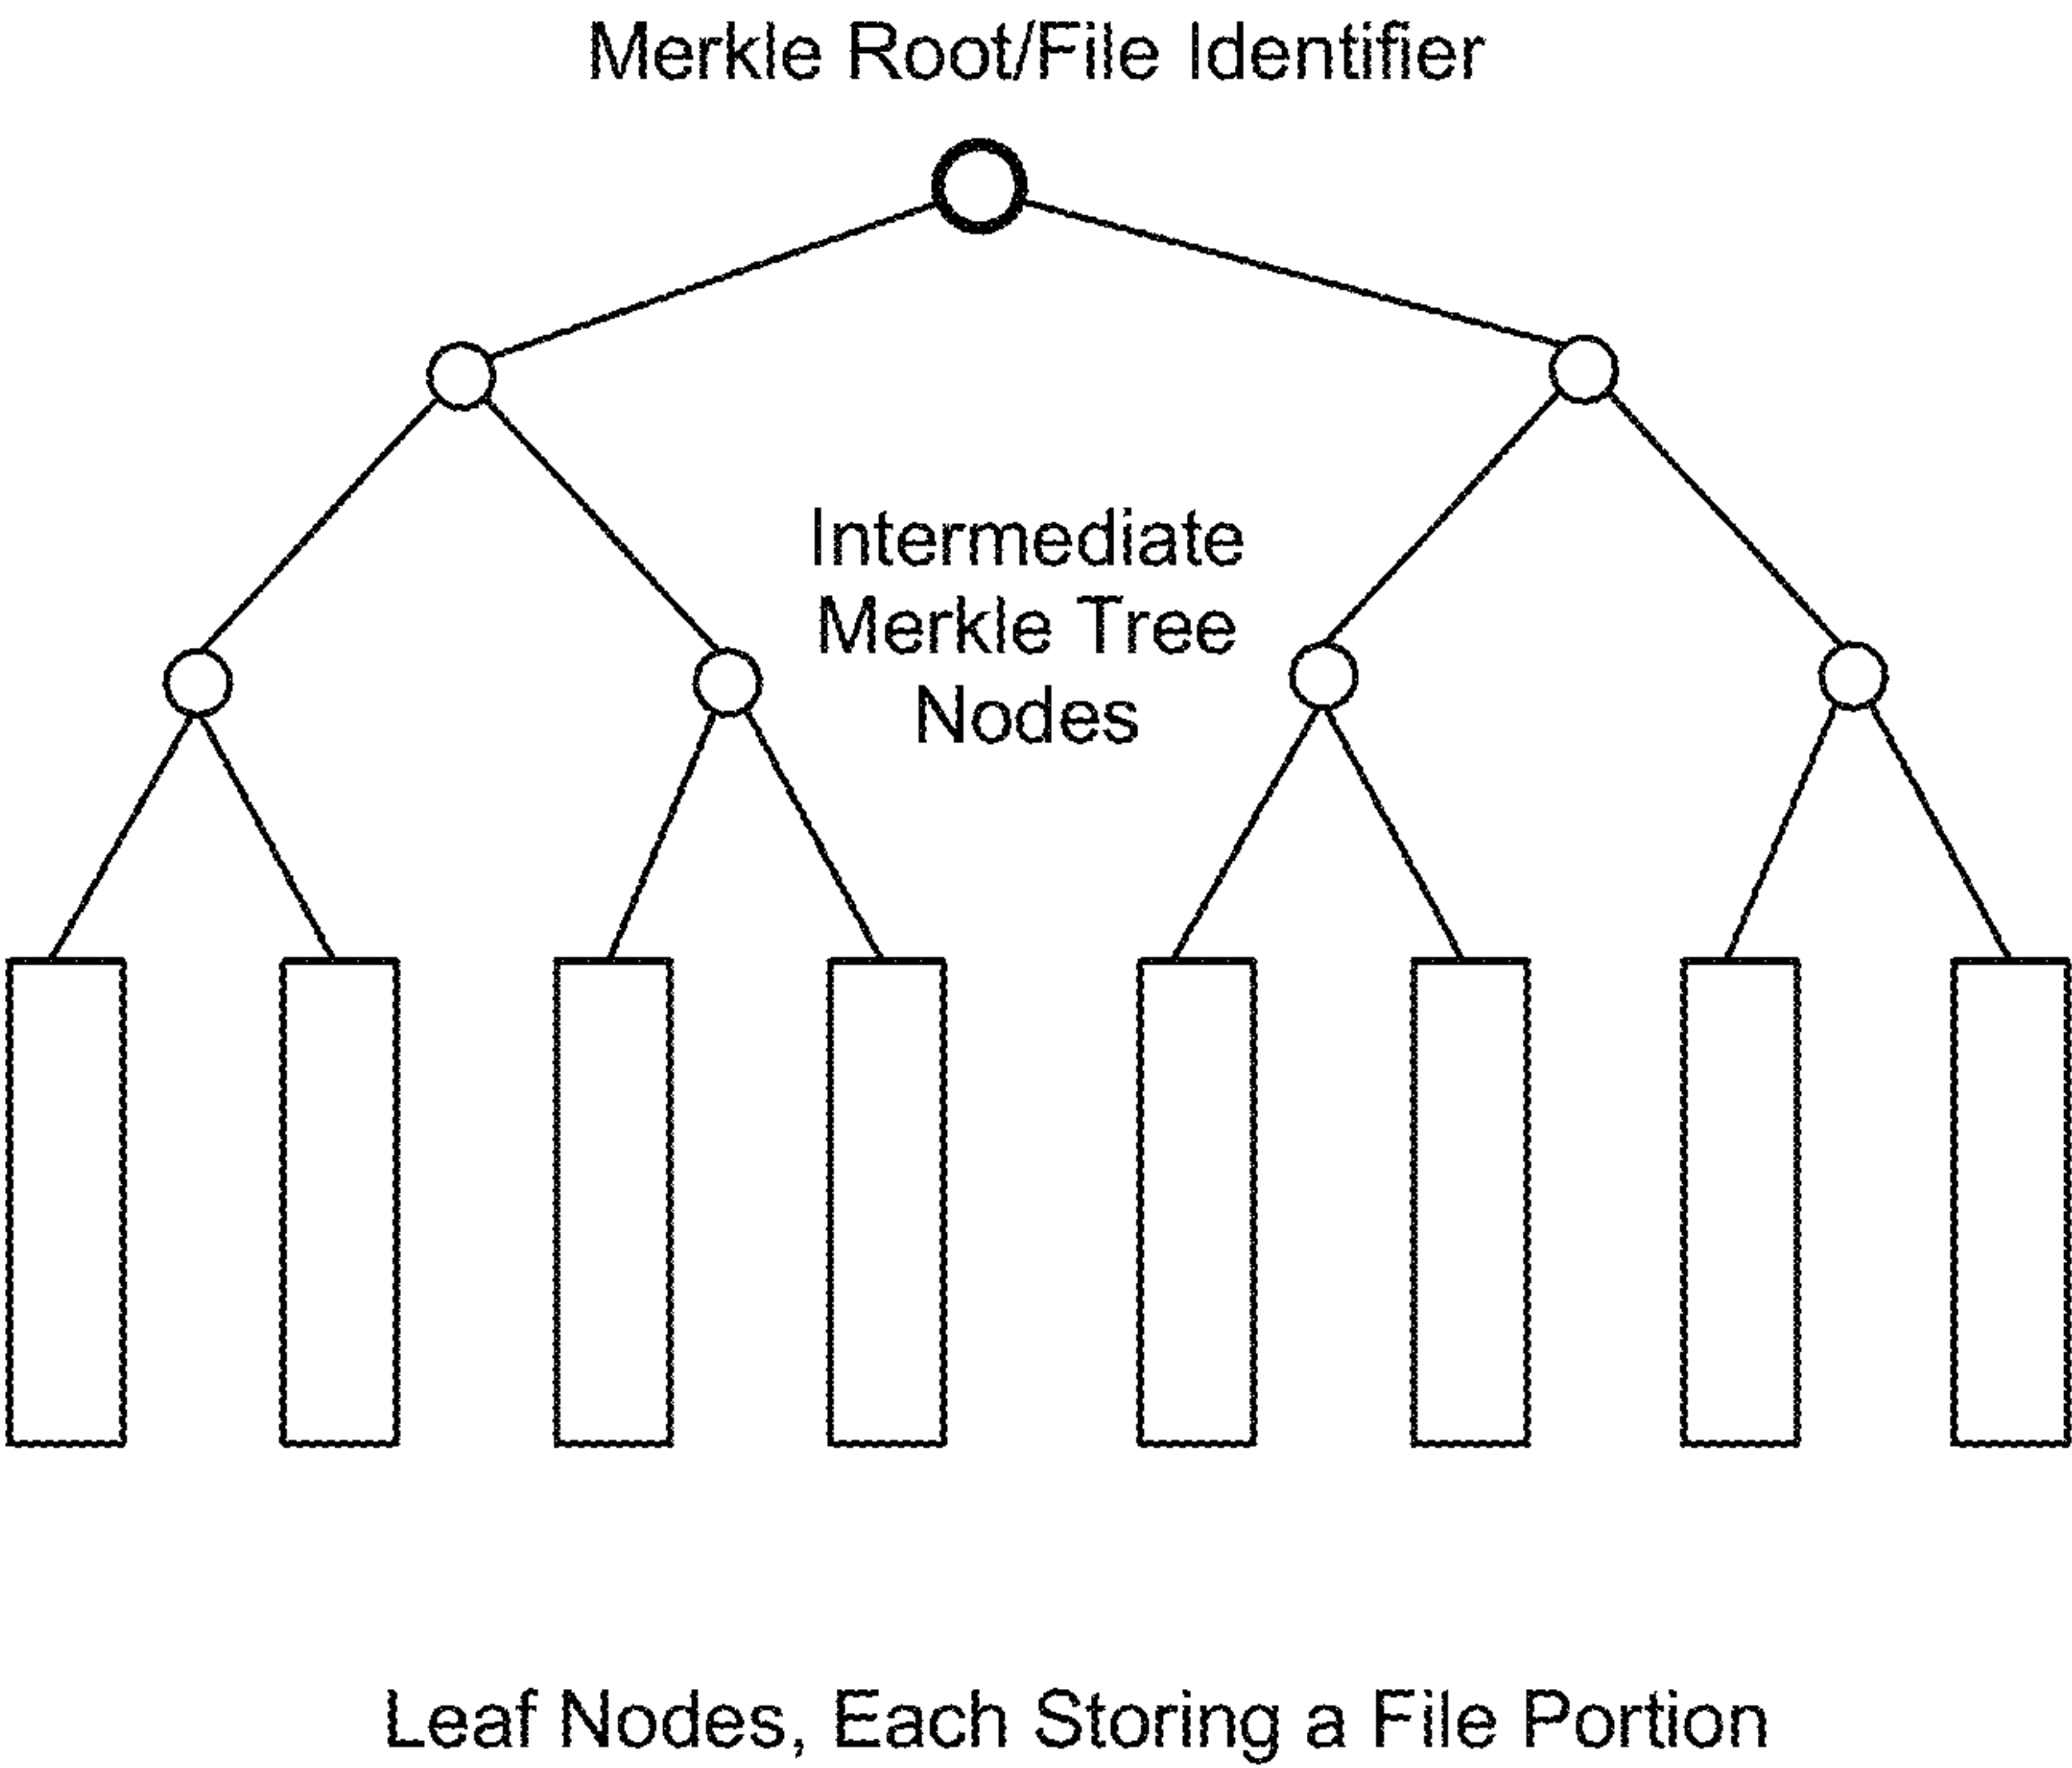 Merkle Root/File Identifier
Intermediate
Merkle Tree
Nodes
Leaf Nodes, Each Storing a File Portion